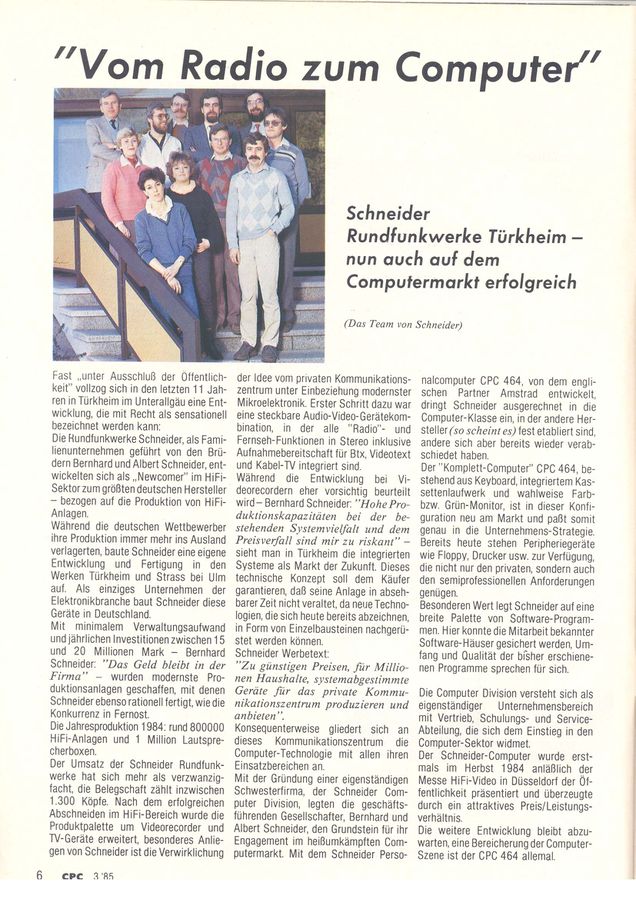 "Vom Radio zum Computer"
Schneider
Rundfunkwerke Türkheim –
nun auch auf dem
Computermarkt erfolgreich
(Das Team von Schneider)
Fast „unter Ausschluß der Öffentlich-
keit" vollzog sich in den letzten 11 Jah-
ren in Türkheim im Unterallgäu eine Ent-
wicklung, die mit Recht als sensationell
bezeichnet werden kann:
Die Rundfunkwerke Schneider, als Fami-
lienunternehmen geführt von den Brü-
dern Bernhard und Albert Schneider, ent-
wickelten sich als „Newcomer" im HiFi-
Sektor zum größten deutschen Hersteller
– bezogen auf die Produktion von HiFi-
Anlagen.
Während die deutschen Wettbewerber
ihre Produktion immer mehr ins Ausland
verlagerten, baute Schneider eine eigene
Entwicklung und Fertigung in den
Werken Türkheim und Strass bei Ulm
auf. Als einziges Unternehmen der
Elektronikbranche baut Schneider diese
Geräte in Deutschland.
Mit minimalem Verwaltungsaufwand
und jährlichen Investitionen zwischen 15
und 20 Millionen Mark – Bernhard
Schneider: "Das Geld bleibt in der
Firma" – wurden modernste Pro-
duktionsanlagen geschaffen, mit denen
Schneider ebenso rationell fertigt, wie die
Konkurrenz in Fernost.
Die Jahresproduktion 1984: rund 800000
HiFi-Anlagen und 1 Million Lautspre-
cherboxen.
Der Umsatz der Schneider Rundfunk-
werke hat sich mehr als verzwanzig-
facht, die Belegschaft zählt inzwischen
1.300 Köpfe. Nach dem erfolgreichen
Abschneiden im HiFi-Bereich wurde die
Produktpalette um Videorecorder und
TV-Geräte erweitert, besonderes Anlie-
gen von Schneider ist die Verwirklichung
der Idee vom privaten Kommunikations-
zentrum unter Einbeziehung modernster
Mikroelektronik. Erster Schritt dazu war
eine steckbare Audio-Video-Gerätekom-
bination, in der alle "Radio"- und
Fernseh-Funktionen in Stereo inklusive
Aufnahmebereitschaft für Btx, Videotext
und Kabel-TV integriert sind.
Während die Entwicklung bei Vi-
deorecordern eher vorsichtig beurteilt
wird – Bernhard Schneider: "Hohe Pro-
duktionskapazitäten bei der be-
stehenden Systemvielfalt und dem
Preisverfall sind mir zu riskant" –
sieht man in Türkheim die integrierten
Systeme als Markt der Zukunft. Dieses
technische Konzept soll dem Käufer
garantieren, daß seine Anlage in abseh-
barer Zeit nicht veraltet, da neue Techno-
logien, die sich heute bereits abzeichnen,
in Form von Einzelbausteinen nachgerü-
stet werden können.
Schneider Werbetext:
"Zu günstigen Preisen, für Millio-
nen Haushalte, systemabgestimmte
Geräte für das private Kommu-
nikationszentrum produzieren und
anbieten".
Konsequenterweise gliedert sich an
dieses Kommunikationszentrum die
Computer-Technologie mit allen ihren
Einsatzbereichen an.
Mit der Gründung einer eigenständigen
Schwesterfirma, der Schneider Com-
puter Division, legten die geschäfts-
führenden Gesellschafter, Bernhard und
Albert Schneider, den Grundstein für ihr
Engagement im heißumkämpften Com-
putermarkt. Mit dem Schneider Perso-
nalcomputer CPC 464, von dem engli-
schen Partner Amstrad entwickelt,
dringt Schneider ausgerechnet in die
Computer-Klasse ein, in der andere Her-
steller (so scheint es) fest etabliert sind,
andere sich aber bereits wieder verab-
schiedet haben.
Der "Komplett-Computer" CPC 464, be-
stehend aus Keyboard, integriertem Kas-
settenlaufwerk und wahlweise Farb-
bzw. Grün-Monitor, ist in dieser Konfi-
guration neu am Markt und paßt somit
genau in die Unternehmens-Strategie.
Bereits heute stehen Peripheriegeräte
wie Floppy, Drucker usw. zur Verfügung,
die nicht nur den privaten, sondern auch
den semiprofessionellen Anforderungen
genügen.
Besonderen Wert legt Schneider auf eine
breite Palette von Software-Program-
men. Hier konnte die Mitarbeit bekannter
Software-Häuser gesichert werden, Um-
fang und Qualität der bisher erschiene-
nen Programme sprechen für sich.
Die Computer Division versteht sich als
eigenständiger Unternehmensbereich
mit Vertrieb, Schulungs- und Service-
Abteilung, die sich dem Einstieg in den
Computer-Sektor widmet.
Der Schneider-Computer wurde erst-
mals im Herbst 1984 anläßlich der
Messe HiFi-Video in Düsseldorf der Öf-
fentlichkeit präsentiert und überzeugte
durch ein attraktives Preis/Leistungs-
verhältnis.
Die weitere Entwicklung bleibt abzu-
warten, eine Bereicherung der Computer-
Szene ist der CPC 464 allemal.
6 CPC 3'85